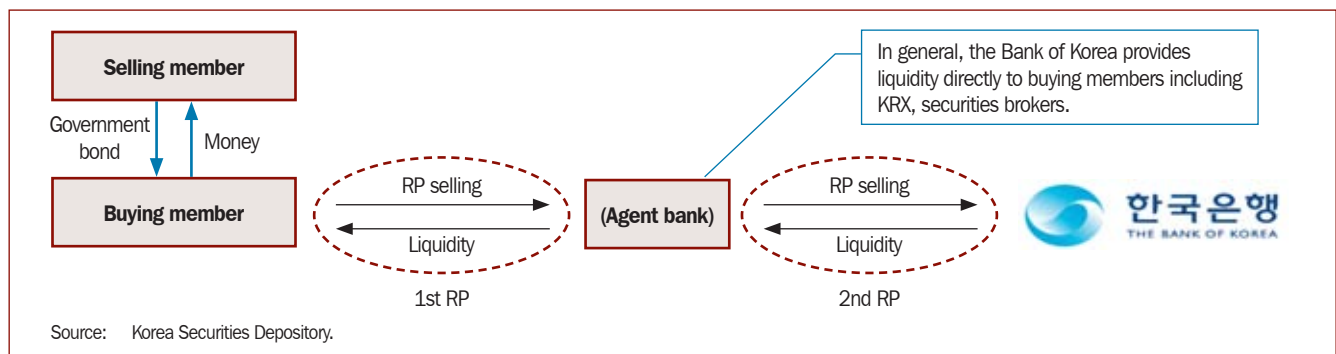 Selling member
Government
bond
Money
Buying member
RP selling
Liquidity
1st RP
(Agent bank)
In general, the Bank of Korea provides
liquidity directly to buying members including
KRX, securities brokers.
RP selling
Liquidity
2nd RP
한국은행
THE BANK OF KOREA
Source: Korea Securities Depository.